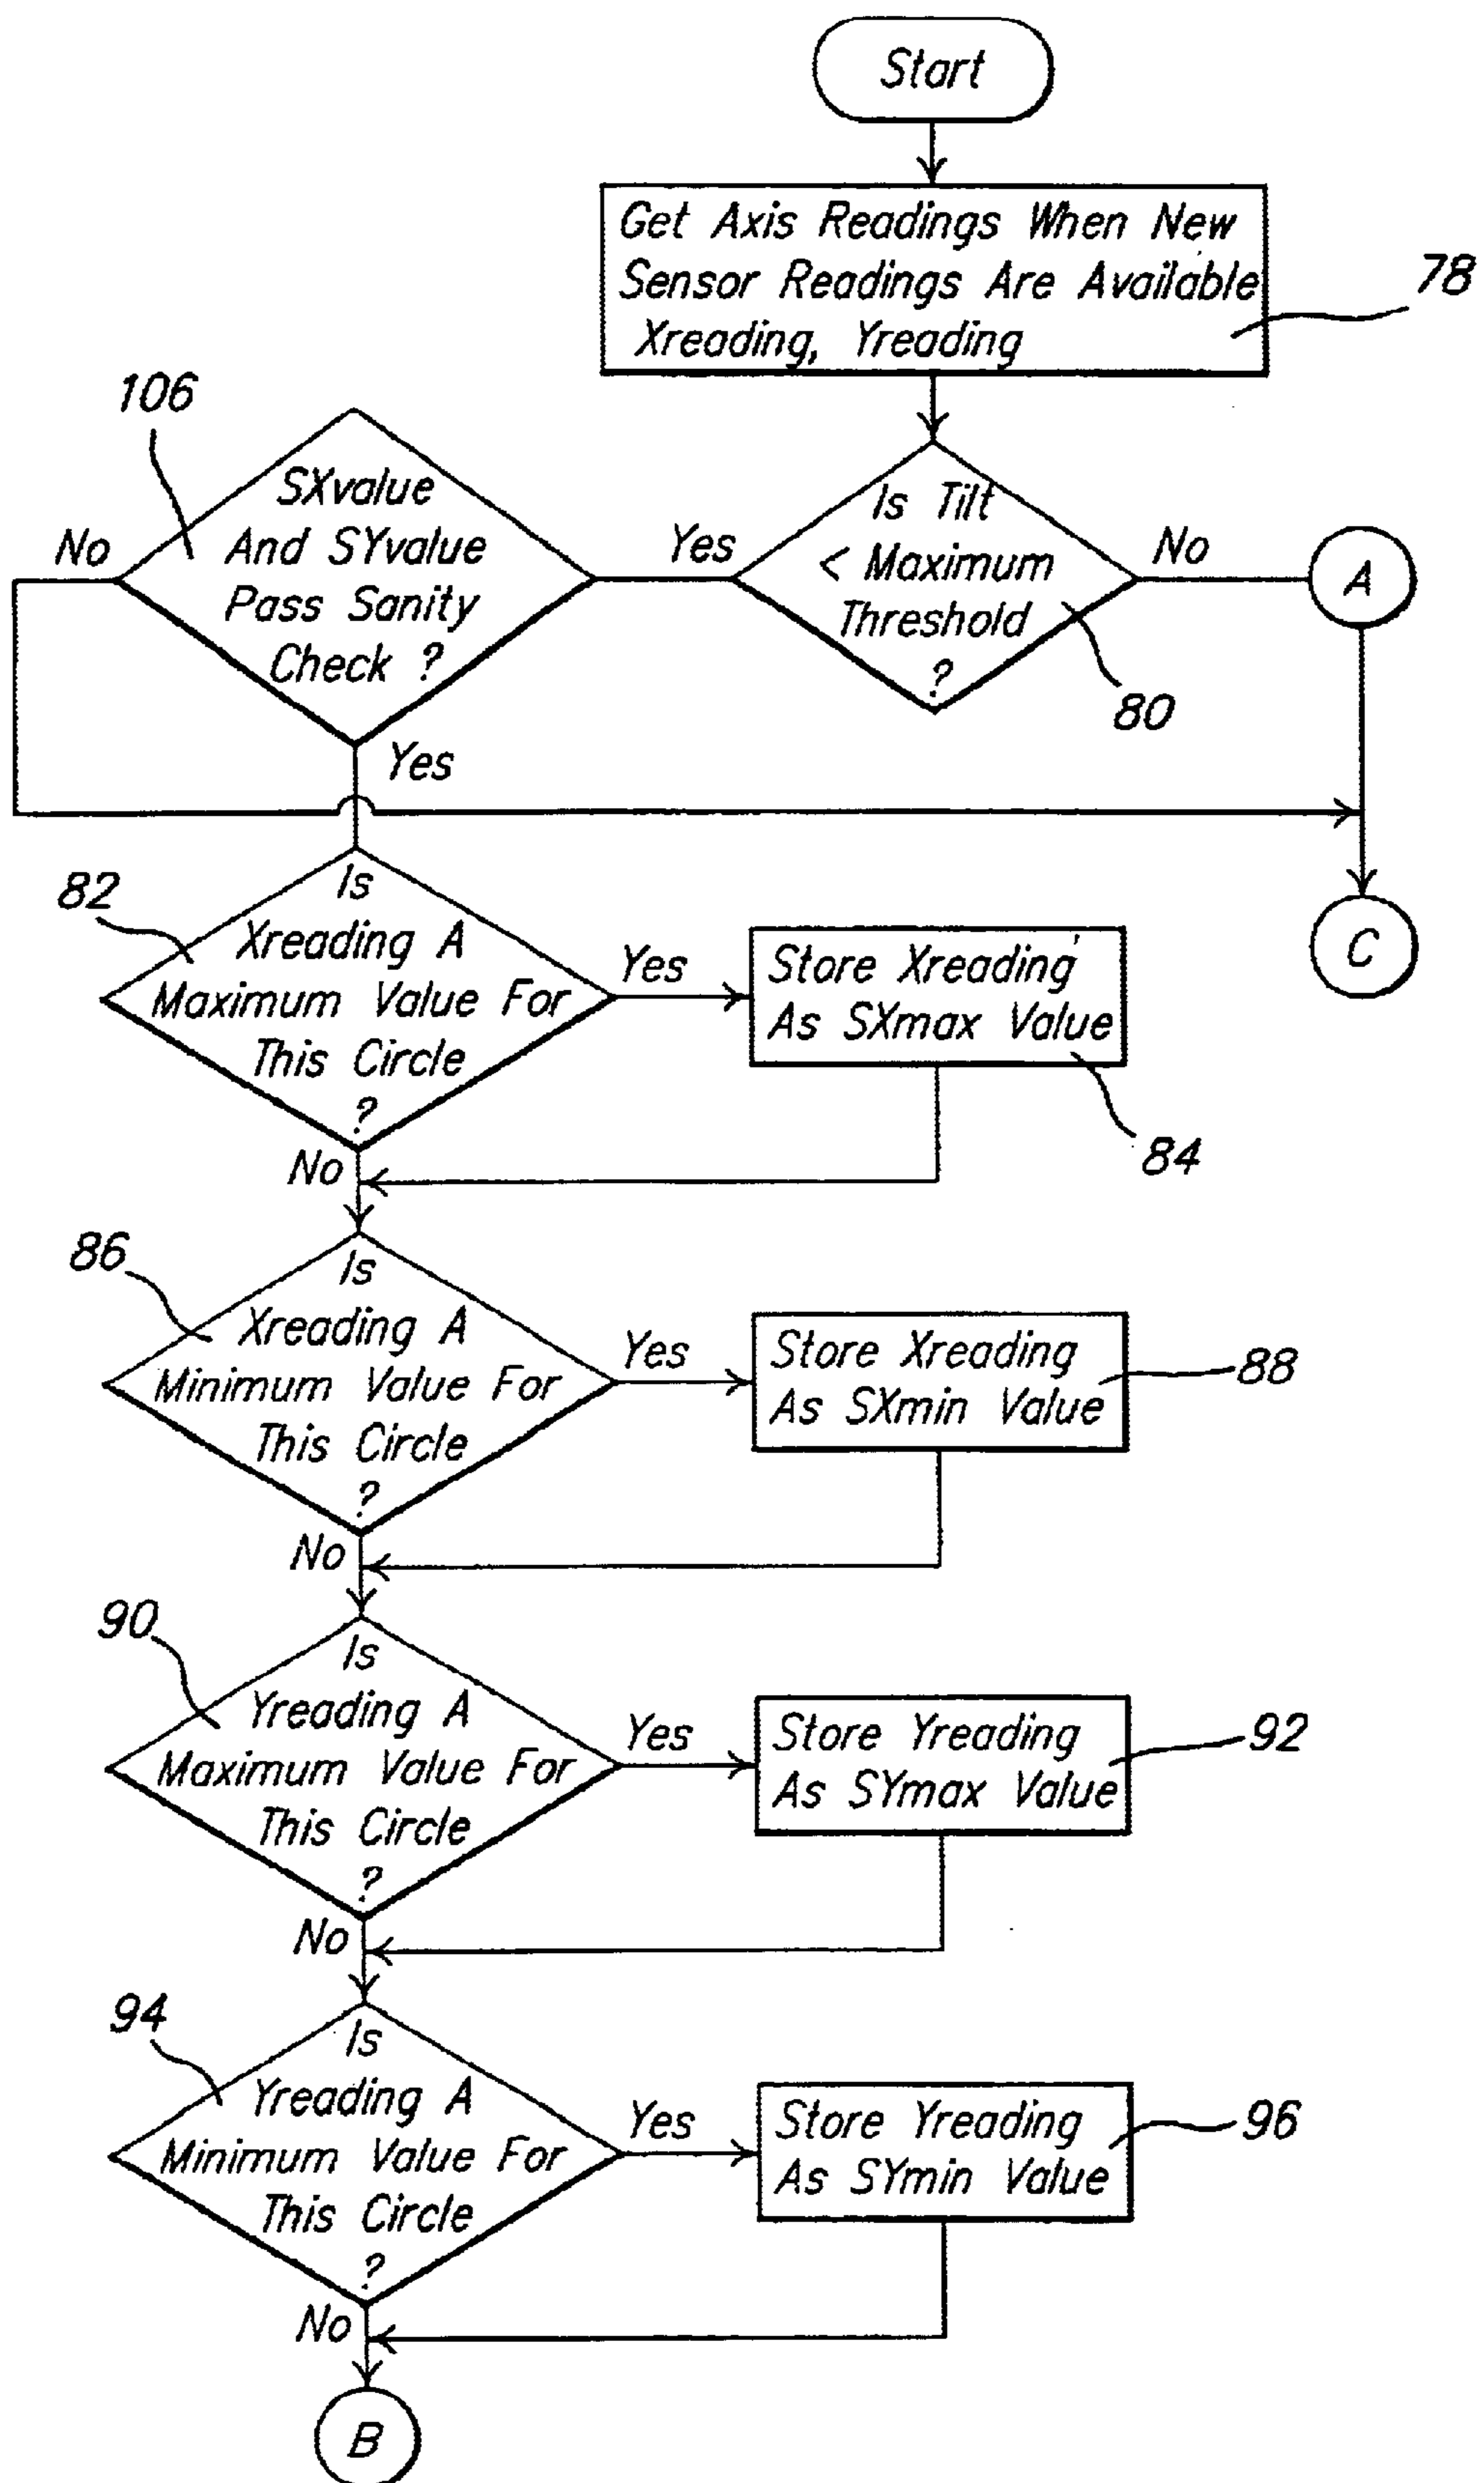 Start
Get Axis Readings When New
Sensor Readings Are Available
Xreading, Yreading
78
106
SXvalue
And SYvalue
Pass Sanity
Check ?
No
Yes
Yes
Is Tilt
< Maximum
Threshold
?
80
No
A
C
82
Is
Xreading A
Maximum Value For
This Circle
?
Yes
No
Store Xreading
As SXmax Value
84
86
Is
Xreading A
Minimum Value For
This Circle
?
Yes
No
Store Xreading
As SXmin Value
88
90
Is
Yreading A
Maximum Value For
This Circle
?
Yes
No
Store Yreading
As SYmax Value
92
94
Is
Yreading A
Minimum Value For
This Circle
?
Yes
No
Store Yreading
As SYmin Value
96
B